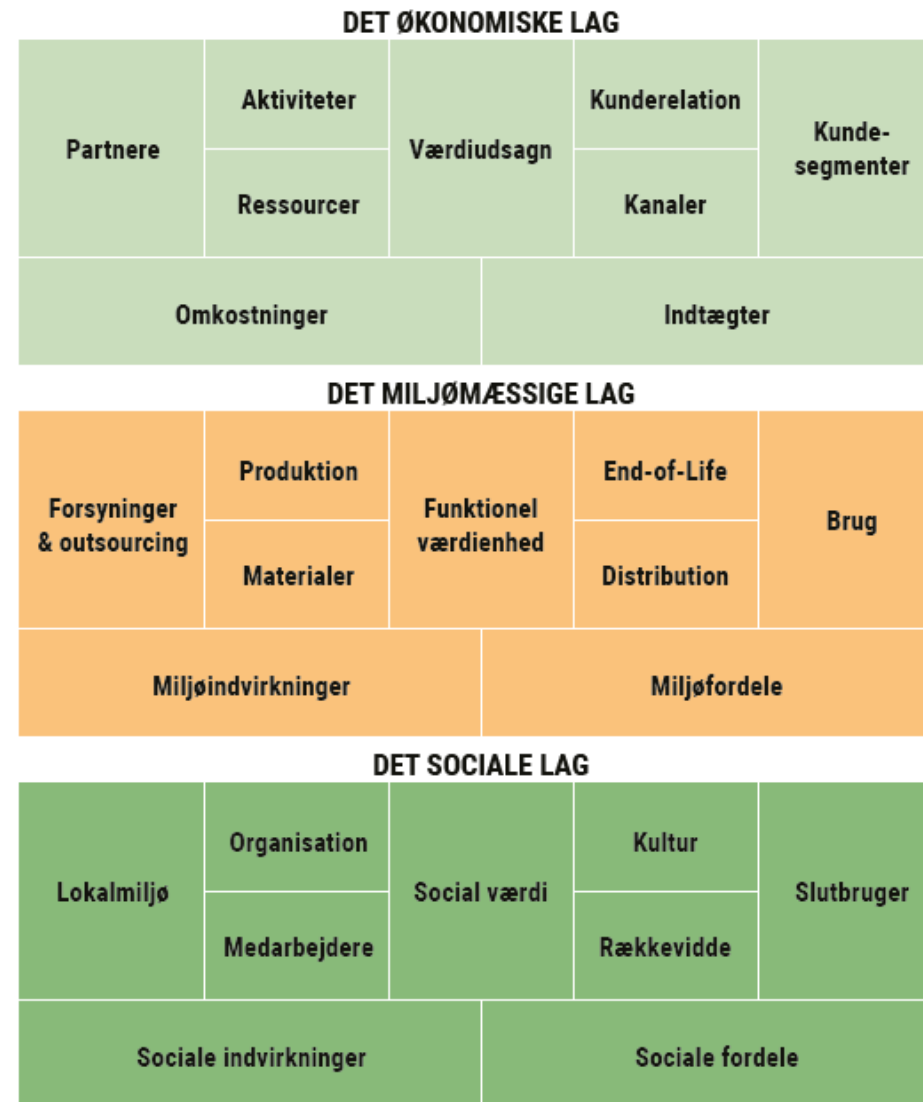 DET ØKONOMISKE LAG
Partnere
Aktiviteter
Ressourcer
Værdiudsagn
Kunderelation
Kanaler
Kunde-
segmenter
Omkostninger
Indtægter
DET MILJØMÆSSIGE LAG
Forsyninger
& outsourcing
Produktion
Materialer
Funktionel
værdienhed
End-of-Life
Distribution
Brug
Miljøindvirkninger
Miljøfordele
DET SOCIALE LAG
Lokalmiljø
Organisation
Medarbejdere
Social værdi
Kultur
Rækkevidde
Slutbruger
Sociale indvirkninger
Sociale fordele